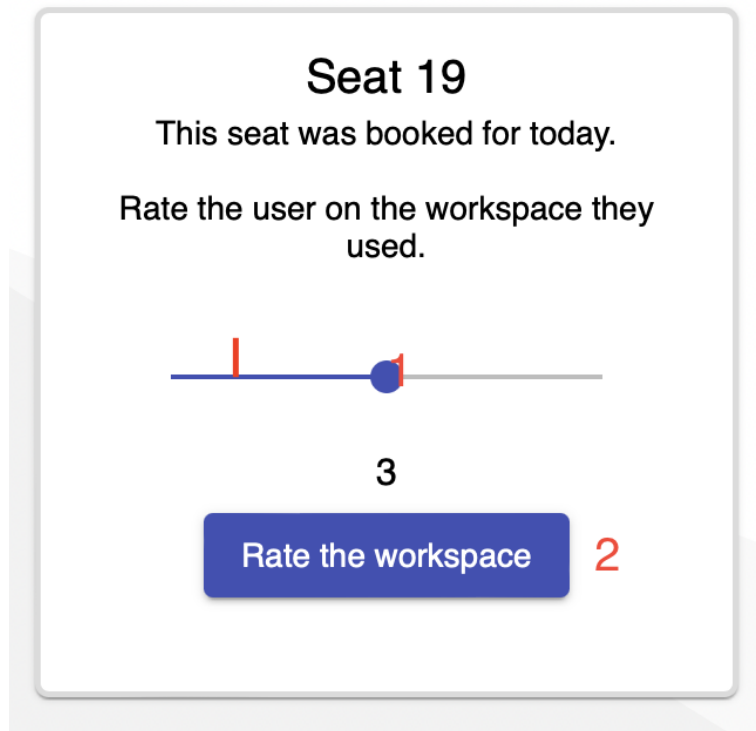 Seat 19
This seat was booked for today.
Rate the user on the workspace they
used.
1
3
Rate the workspace 2